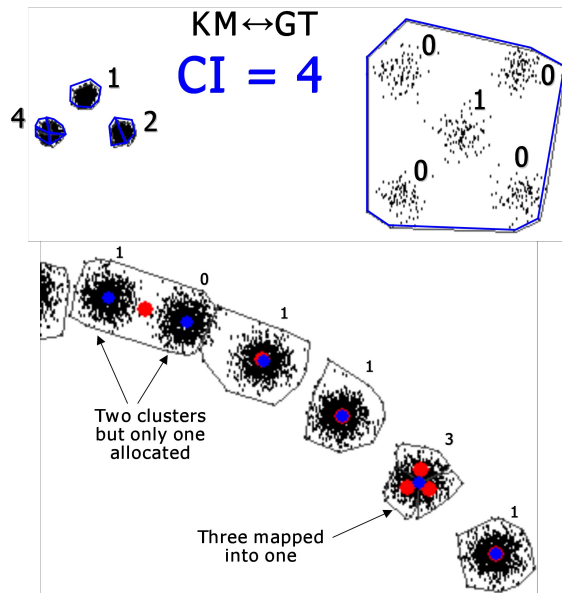 KM↔GT
CI = 4
1
4
2
0
0
1
0
0
1
0
1
1
3
1
Two clusters
but only one
allocated
Three mapped
into one